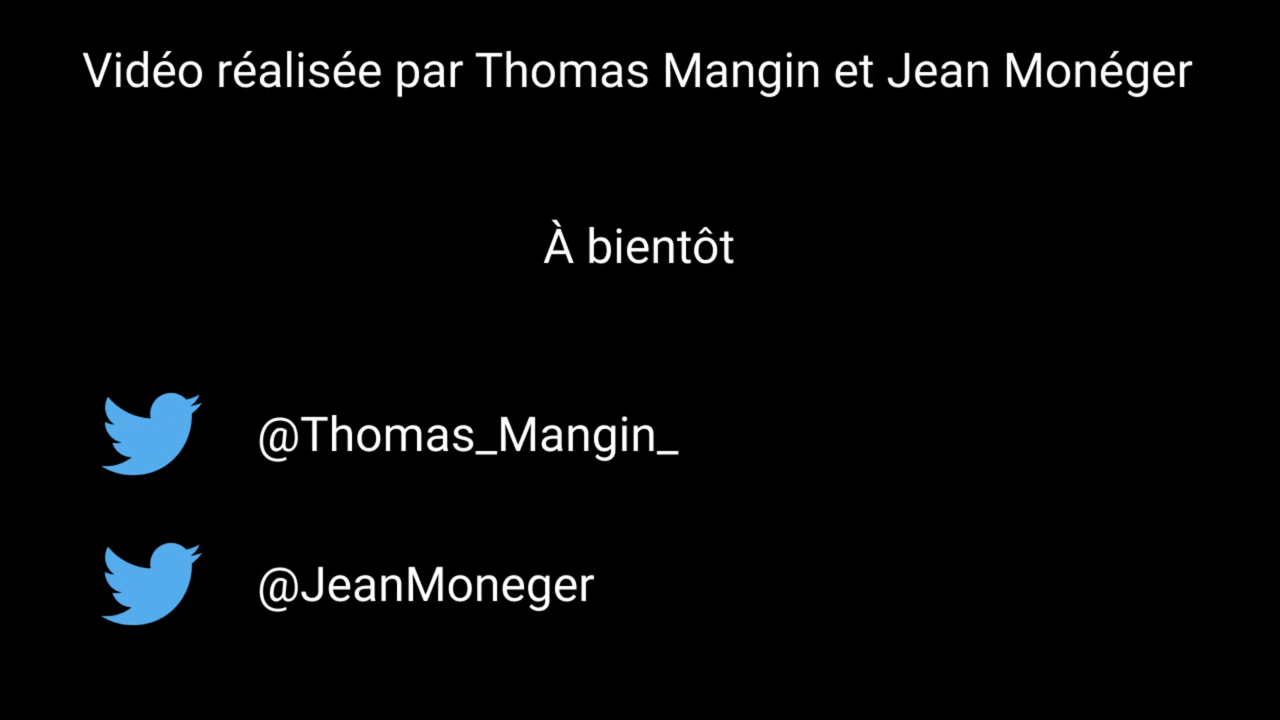 Vidéo réalisée par Thomas Mangin et Jean Monéger
À bientôt
@Thomas_Mangin_
@JeanMoneger